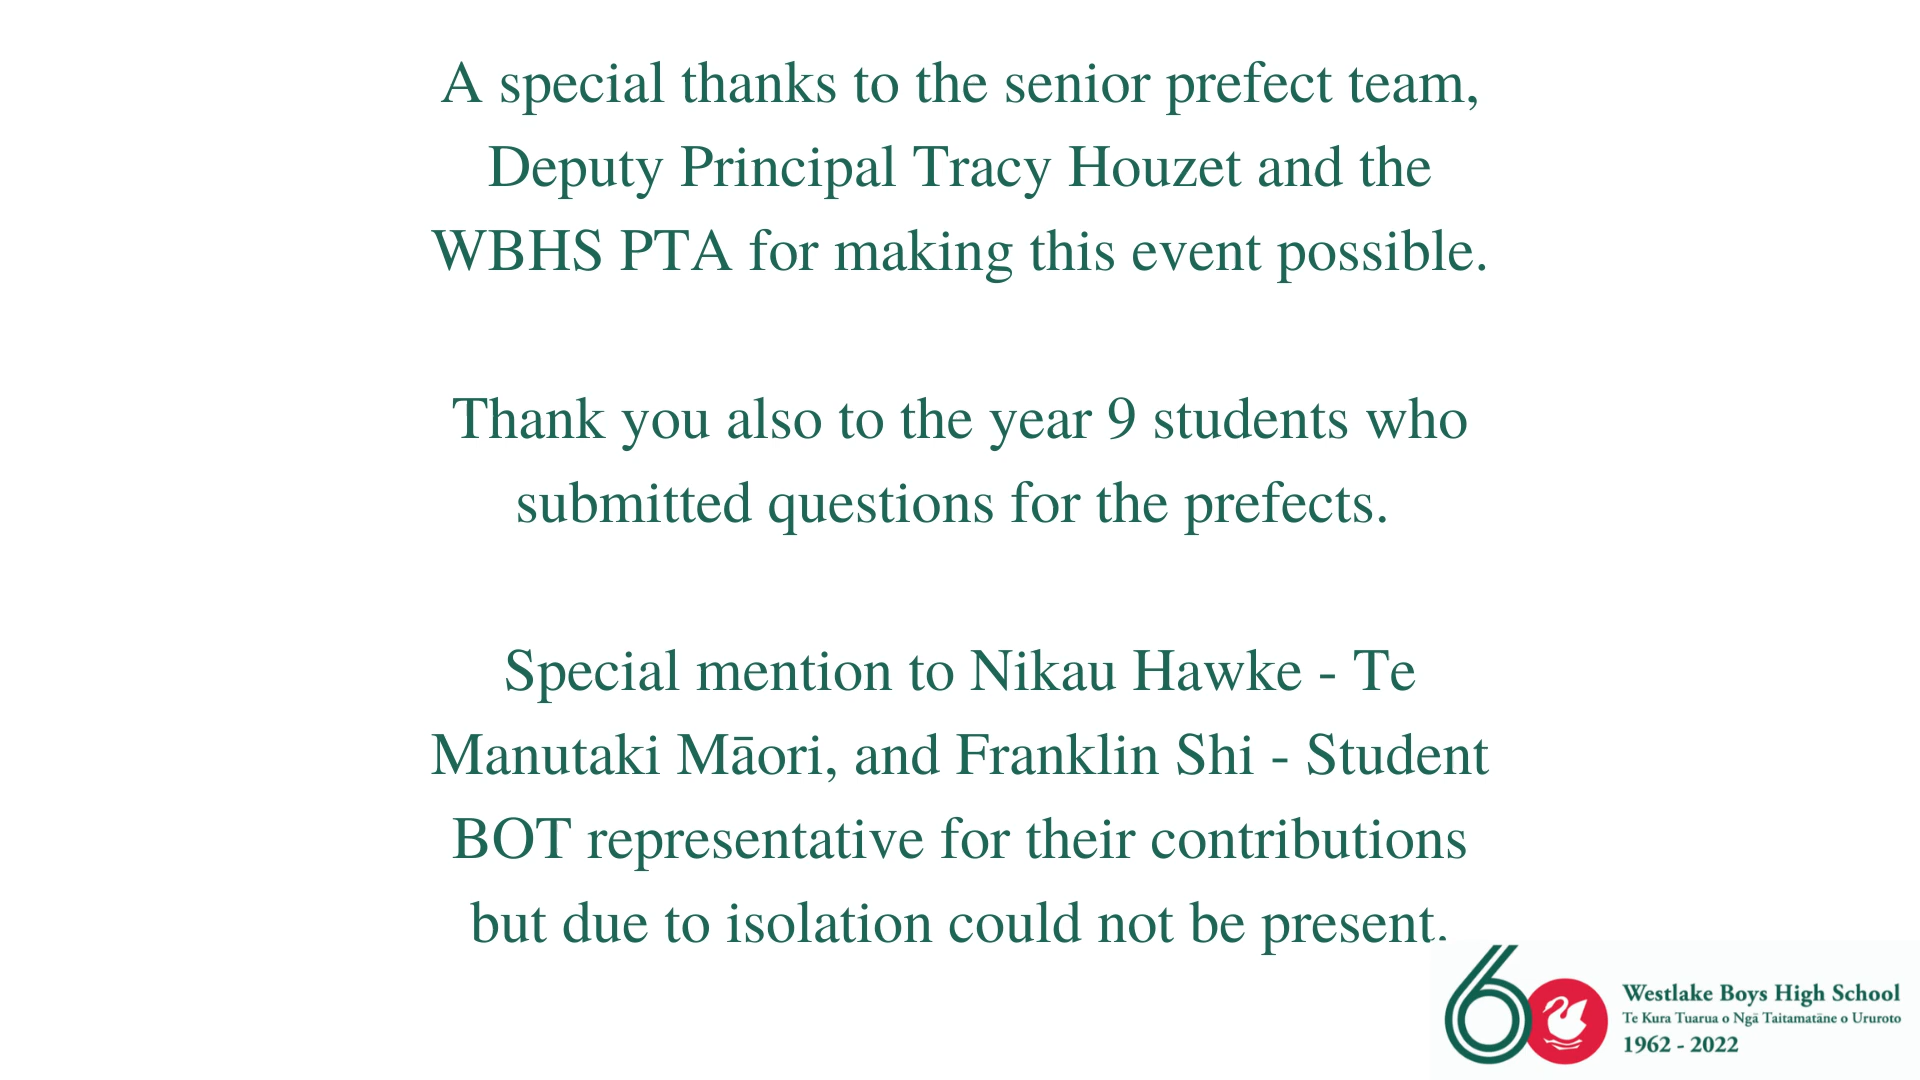 A special thanks to the senior prefect team,
Deputy Principal Tracy Houzet and the
WBHS PTA for making this event possible.
Thank you also to the year 9 students who
submitted questions for the prefects.
Special mention to Nikau Hawke - Te
Manutaki Māori, and Franklin Shi - Student
BOT representative for their contributions
but due to isolation could not be present.
60
Westlake Boys High School
Te Kura Tuarua o Ngā Taitamatāne o Ururoto
1962 - 2022